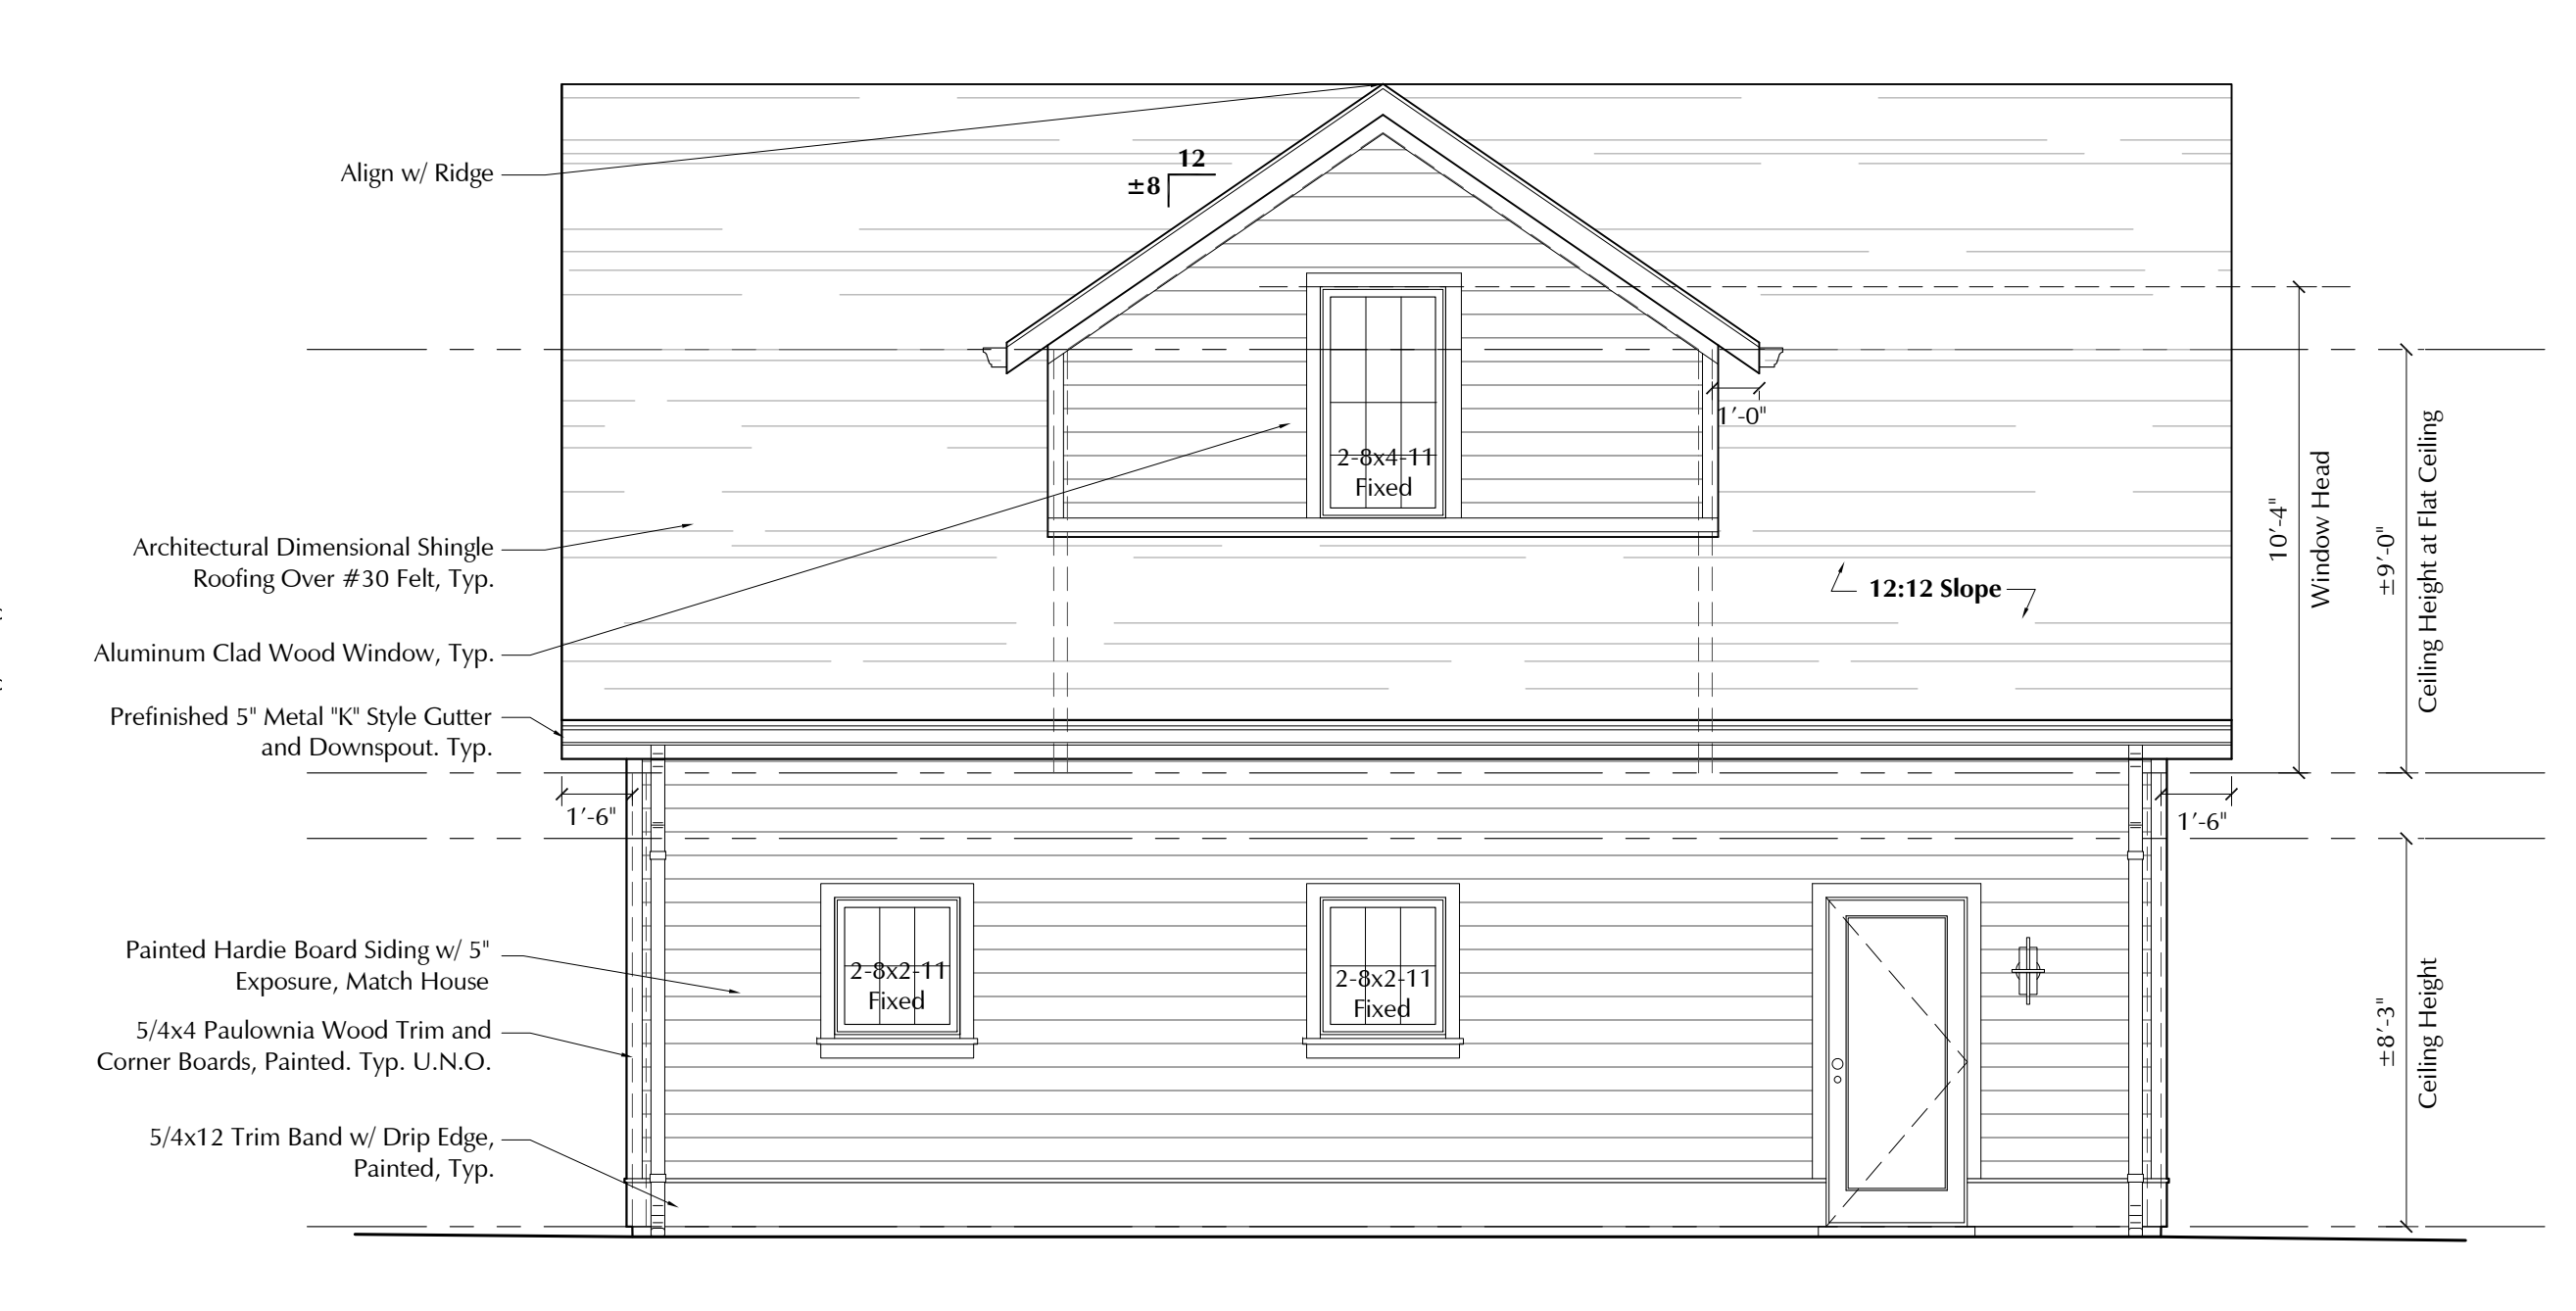 Align w/ Ridge
12
±8
Architectural Dimensional Shingle
Roofing Over #30 Felt, Typ.
Aluminum Clad Wood Window, Typ.
Prefinished 5" Metal "K" Style Gutter
and Downspout. Typ.
Painted Hardie Board Siding w/ 5"
Exposure, Match House
5/4x4 Paulownia Wood Trim and
Corner Boards, Painted. Typ. U.N.O.
5/4x12 Trim Band w/ Drip Edge,
Painted, Typ.
2-8x4-11
Fixed
1'-0"
12:12 Slope
1'-6"
1'-6"
2-8x2-11
Fixed
2-8x2-11
Fixed
10'-4"
Window Head
±9'-0"
Ceiling Height at Flat Ceiling
±8'-3"
Ceiling Height